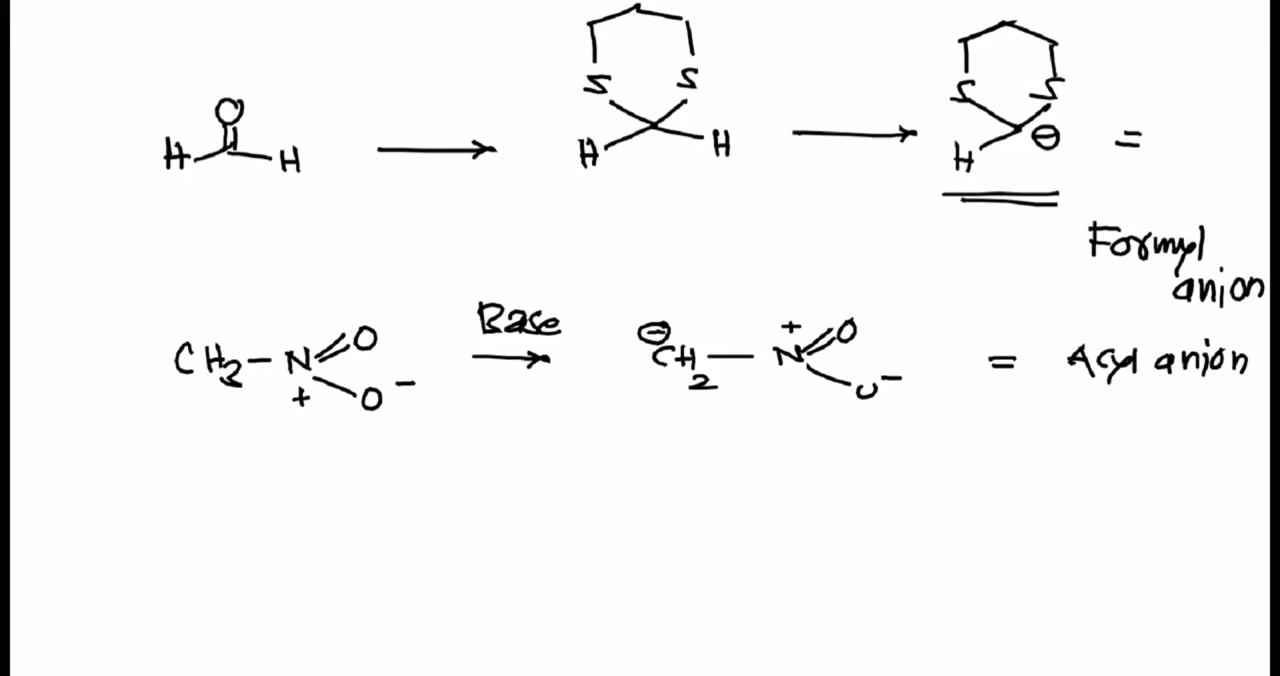 S S
S S
O
H H
H H
H ⊖ =
Formyl
anion
Base
CH3 - N+ O O- → ⊖CH2 - N+ O O- = Acyl anion